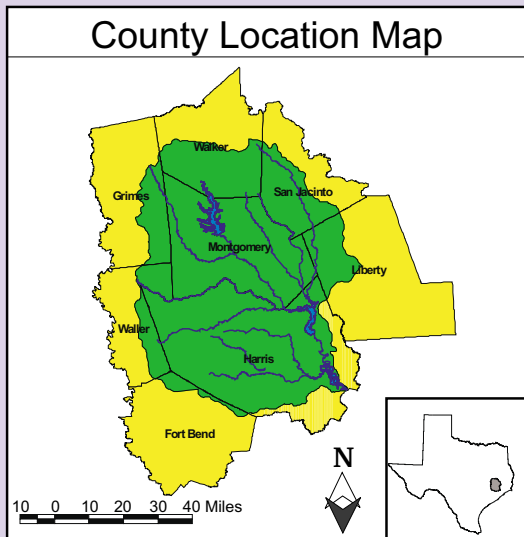 County Location Map
Walker
Grimes
San Jacinto
Montgomery
Liberty
Waller
Harris
Fort Bend
N
10 0 10 20 30 40 Miles